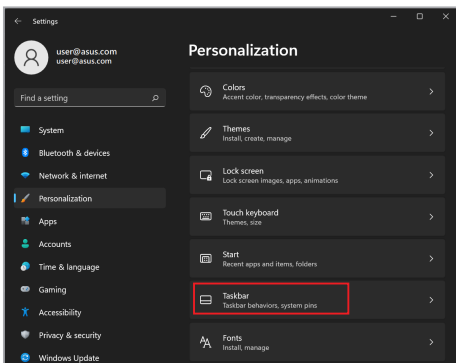 Settings
user@asus.com
user@asus.com
Find a setting
System
Bluetooth & devices
Network & internet
Personalization
Apps
Accounts
Time & language
Gaming
Accessibility
Privacy & security
Windows Update
Personalization
Colors
Accent color, transparency effects, color theme
Themes
Install, create, manage
Lock screen
Lock screen images, apps, animations
Touch keyboard
Themes, size
Start
Recent apps and items, folders
Taskbar
Taskbar behaviors, system pins
Fonts
Install, manage